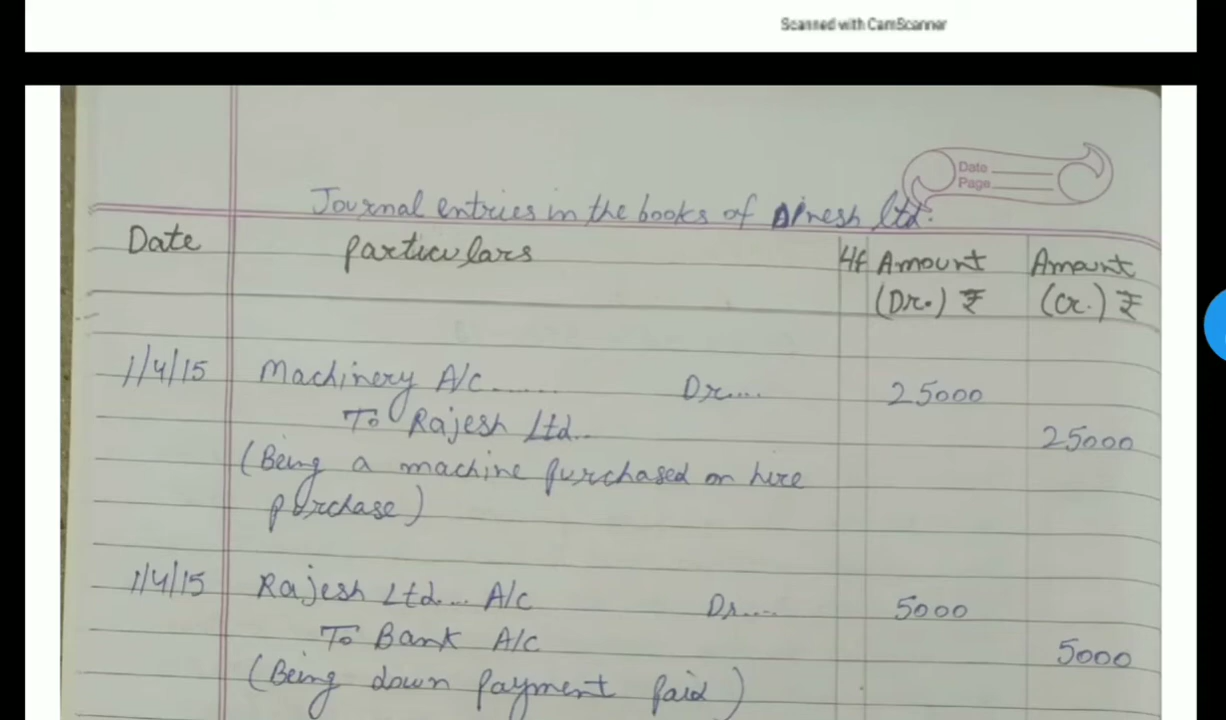 Scanned with CamScanner
Date
Page
Journal entries in the books of Dinesh ltd.
Date Particulars Amount Amount
(Dr.) ₹ (Cr.) ₹
1/4/15 Machinery A/c....... Dr.... 25000
To Rajesh Ltd.. 25000
(Being a machine purchased on hire
purchase)
1/4/15 Rajesh Ltd... A/c Dr.... 5000
To Bank A/c 5000
(Being down payment paid)